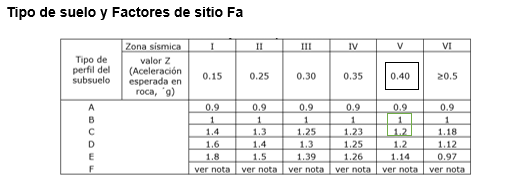 Tipo de suelo y Factores de sitio Fa
Tipo de perfil del subsuelo
Zona sísmica I II III IV V VI
valor Z (Aceleración esperada en roca, ´g) 0.15 0.25 0.30 0.35 0.40 ≥0.5
A 0.9 0.9 0.9 0.9 0.9 0.9
B 1 1 1 1 1 1
C 1.4 1.3 1.25 1.23 1.2 1.18
D 1.6 1.4 1.3 1.25 1.2 1.12
E 1.8 1.5 1.39 1.26 1.14 0.97
F ver nota ver nota ver nota ver nota ver nota ver nota